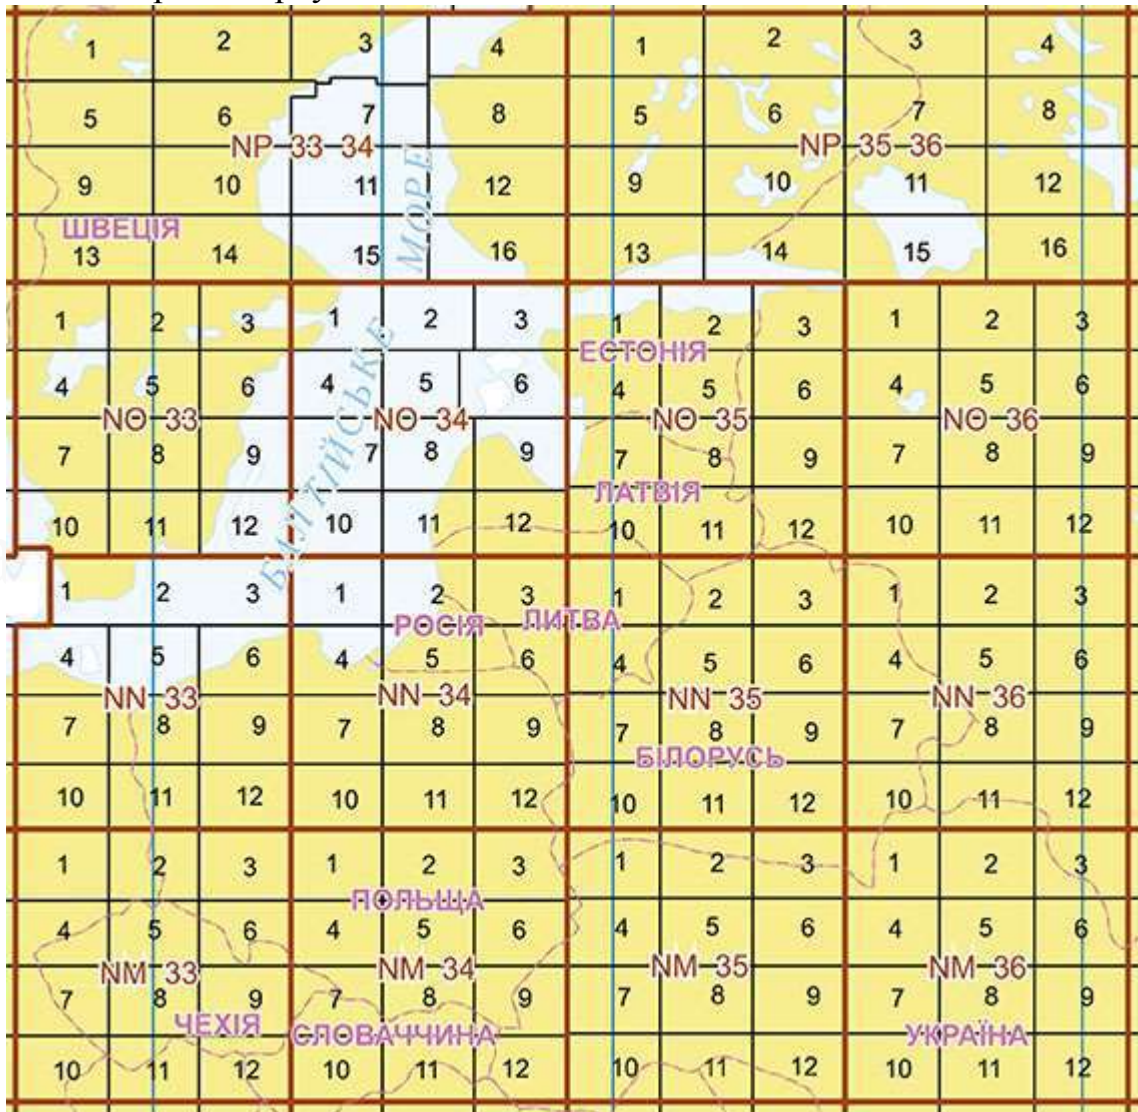 1 2 3 4 1 2 3 4
5 6 7 8 5 6 7 8
NP 33 34 NP 35 36
9 10 11 12 9 10 11 12
МОРЕ
ШВЕЦІЯ
13 14 15 16 13 14 15 16
1 2 3 1 2 3 1 2 3 1 2 3
ЕСТОНІЯ
4 5 6 4 5 6 4 5 6 4 5 6
БАЛТІЙСЬКЕ
NO 33 NO 34 NO 35 NO 36
7 8 9 7 8 9 7 8 9 7 8 9
ЛАТВІЯ
10 11 12 10 11 12 10 11 12 10 11 12
1 2 3 1 2 3 1 2 3 1 2 3
РОСІЯ ЛИТВА
4 5 6 4 5 6 4 5 6 4 5 6
NN 33 NN 34 NN 35 NN 36
7 8 9 7 8 9 7 8 9 7 8 9
БІЛОРУСЬ
10 11 12 10 11 12 10 11 12 10 11 12
1 2 3 1 2 3 1 2 3 1 2 3
ПОЛЬЩА
4 5 6 4 5 6 4 5 6 4 5 6
NM 33 NM 34 NM 35 NM 36
7 8 9 7 8 9 7 8 9 7 8 9
ЧЕХІЯ СЛОВАЧЧИНА УКРАЇНА
10 11 12 10 11 12 10 11 12 10 11 12